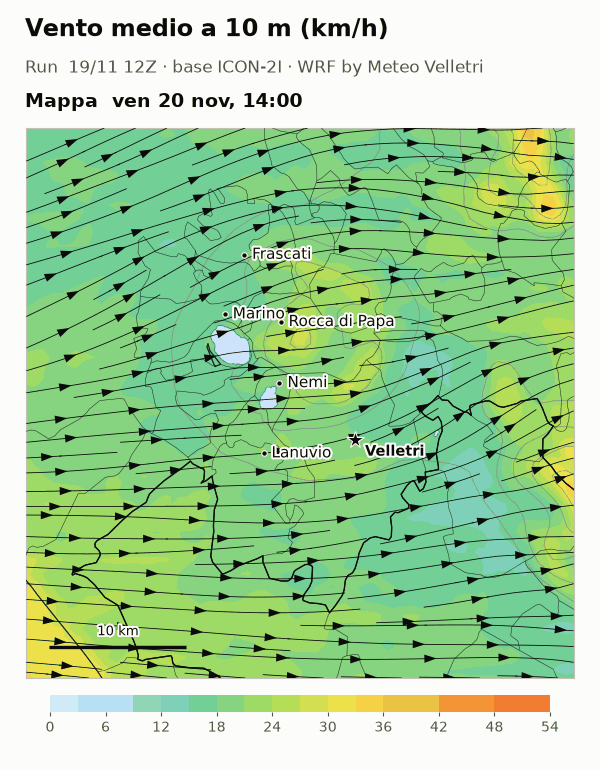 Vento medio a 10 m (km/h)
Run 19/11 12Z · base ICON-2I · WRF by Meteo Velletri
Mappa ven 20 nov, 14:00
Frascati
Marino
Rocca di Papa
Nemi
Velletri
Lanuvio
10 km
0 6 12 18 24 30 36 42 48 54